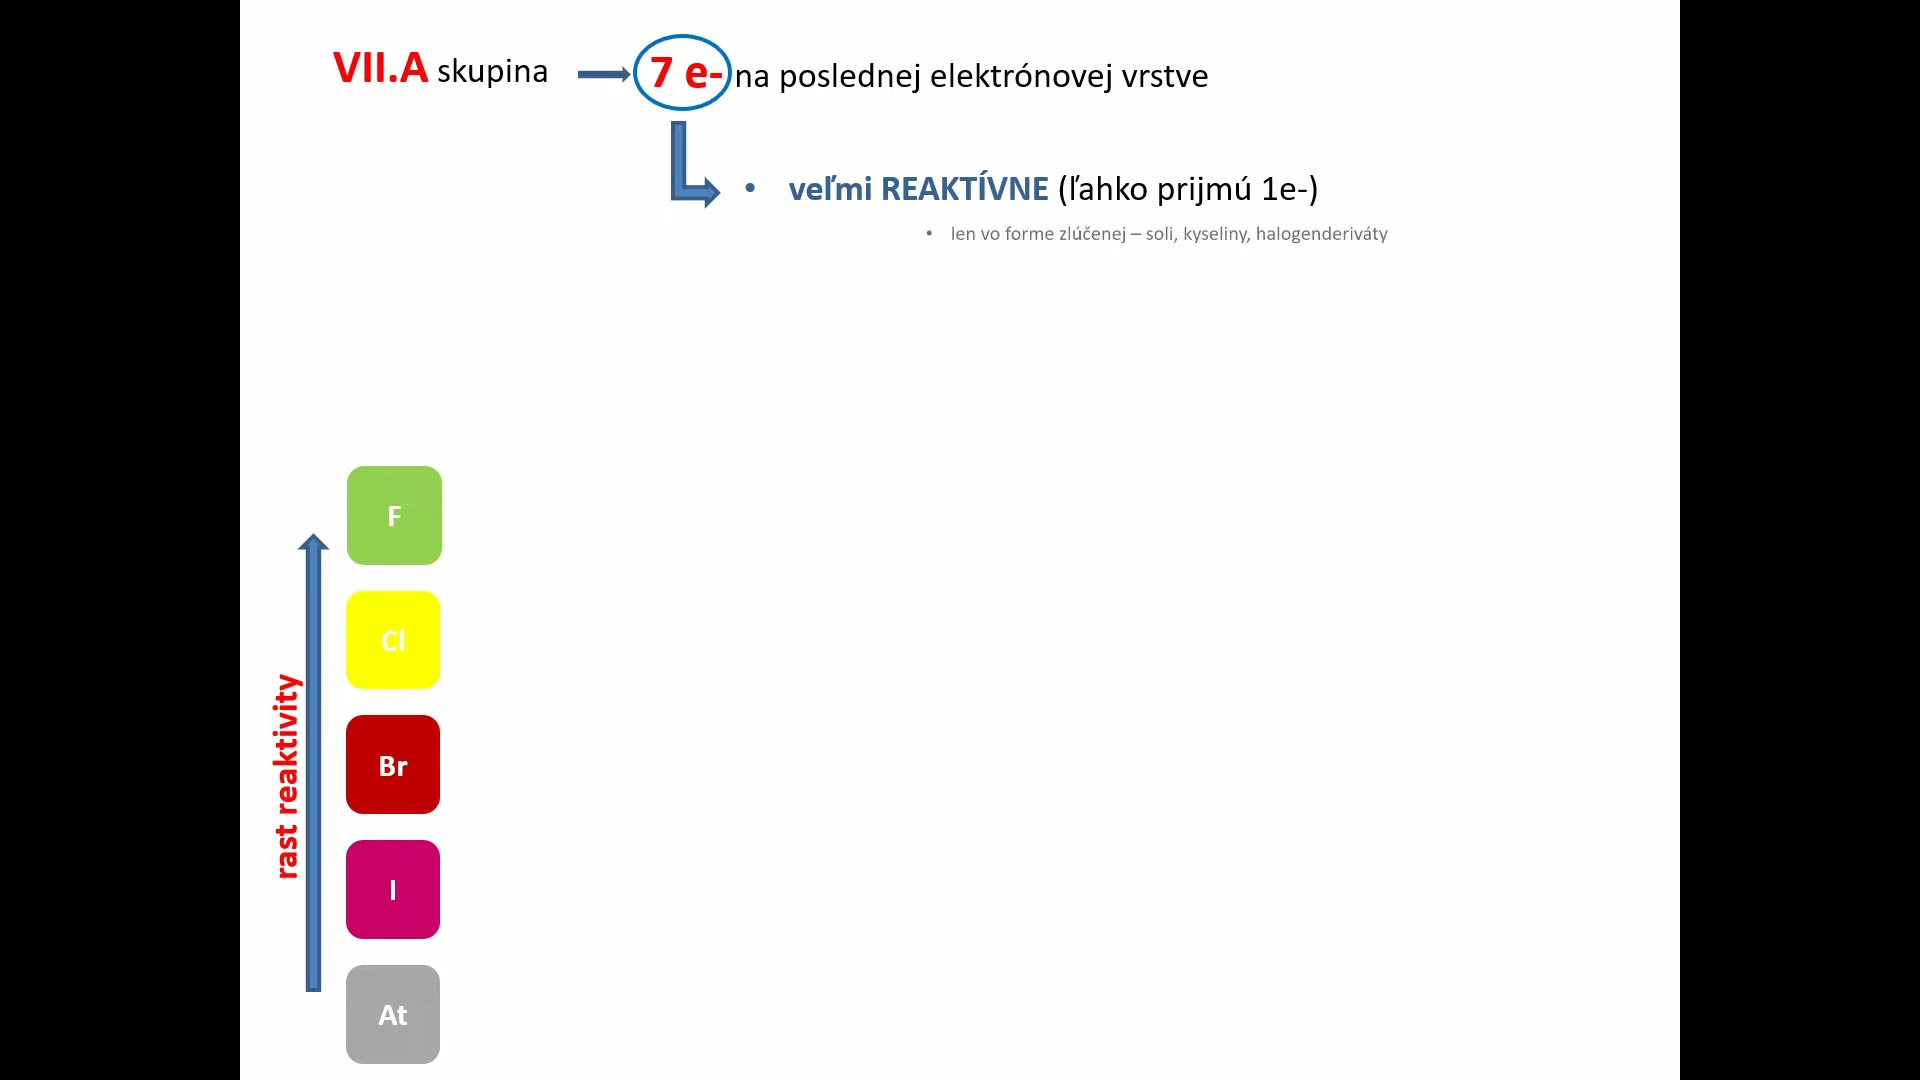 VII.A skupina 7 e- na poslednej elektrónovej vrstve
• veľmi REAKTÍVNE (ľahko prijmú 1e-)
• len vo forme zlúčenej – soli, kyseliny, halogenderiváty
F
Cl
Br
I
At
rast reaktivity